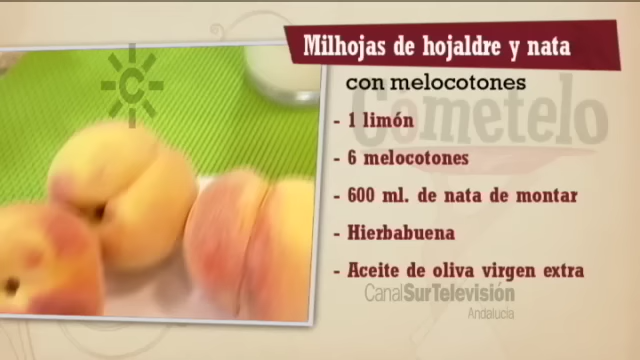 Milhojas de hojaldre y nata
con melocotones
Cómetelo
- 1 limón
- 6 melocotones
- 600 ml. de nata de montar
- Hierbabuena
- Aceite de oliva virgen extra
CanalSurTelevisión
Andalucía